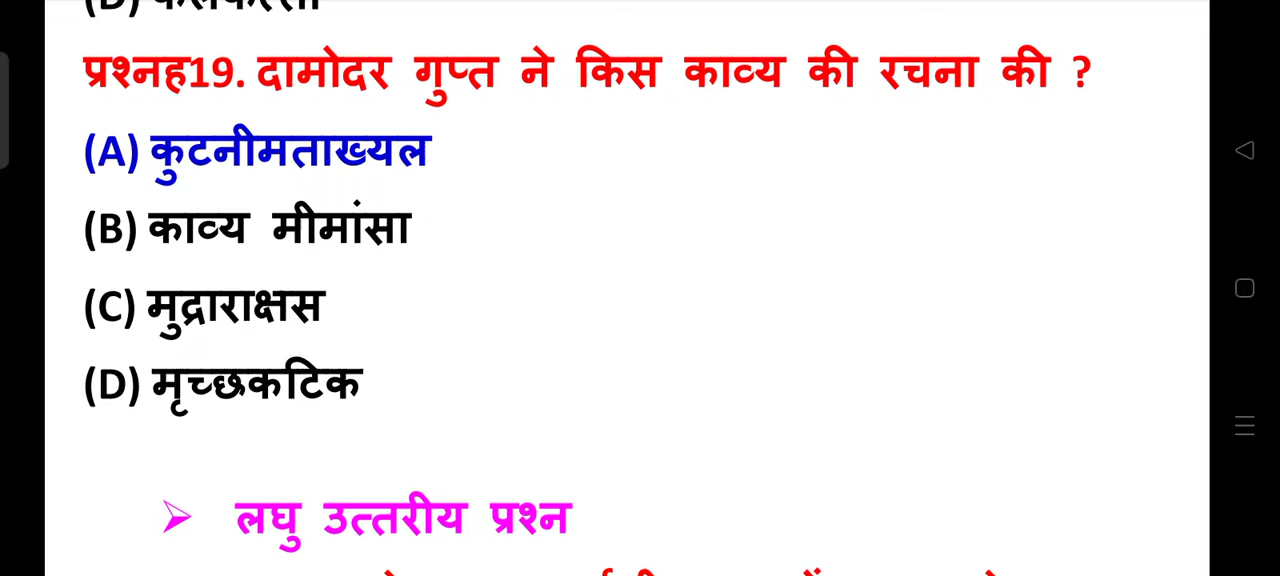 प्रश्नह19. दामोदर गुप्त ने किस काव्य की रचना की ?
(A) कुटनीमताख्यल
(B) काव्य मीमांसा
(C) मुद्राराक्षस
(D) मृच्छकटिक
➢ लघु उत्तरीय प्रश्न